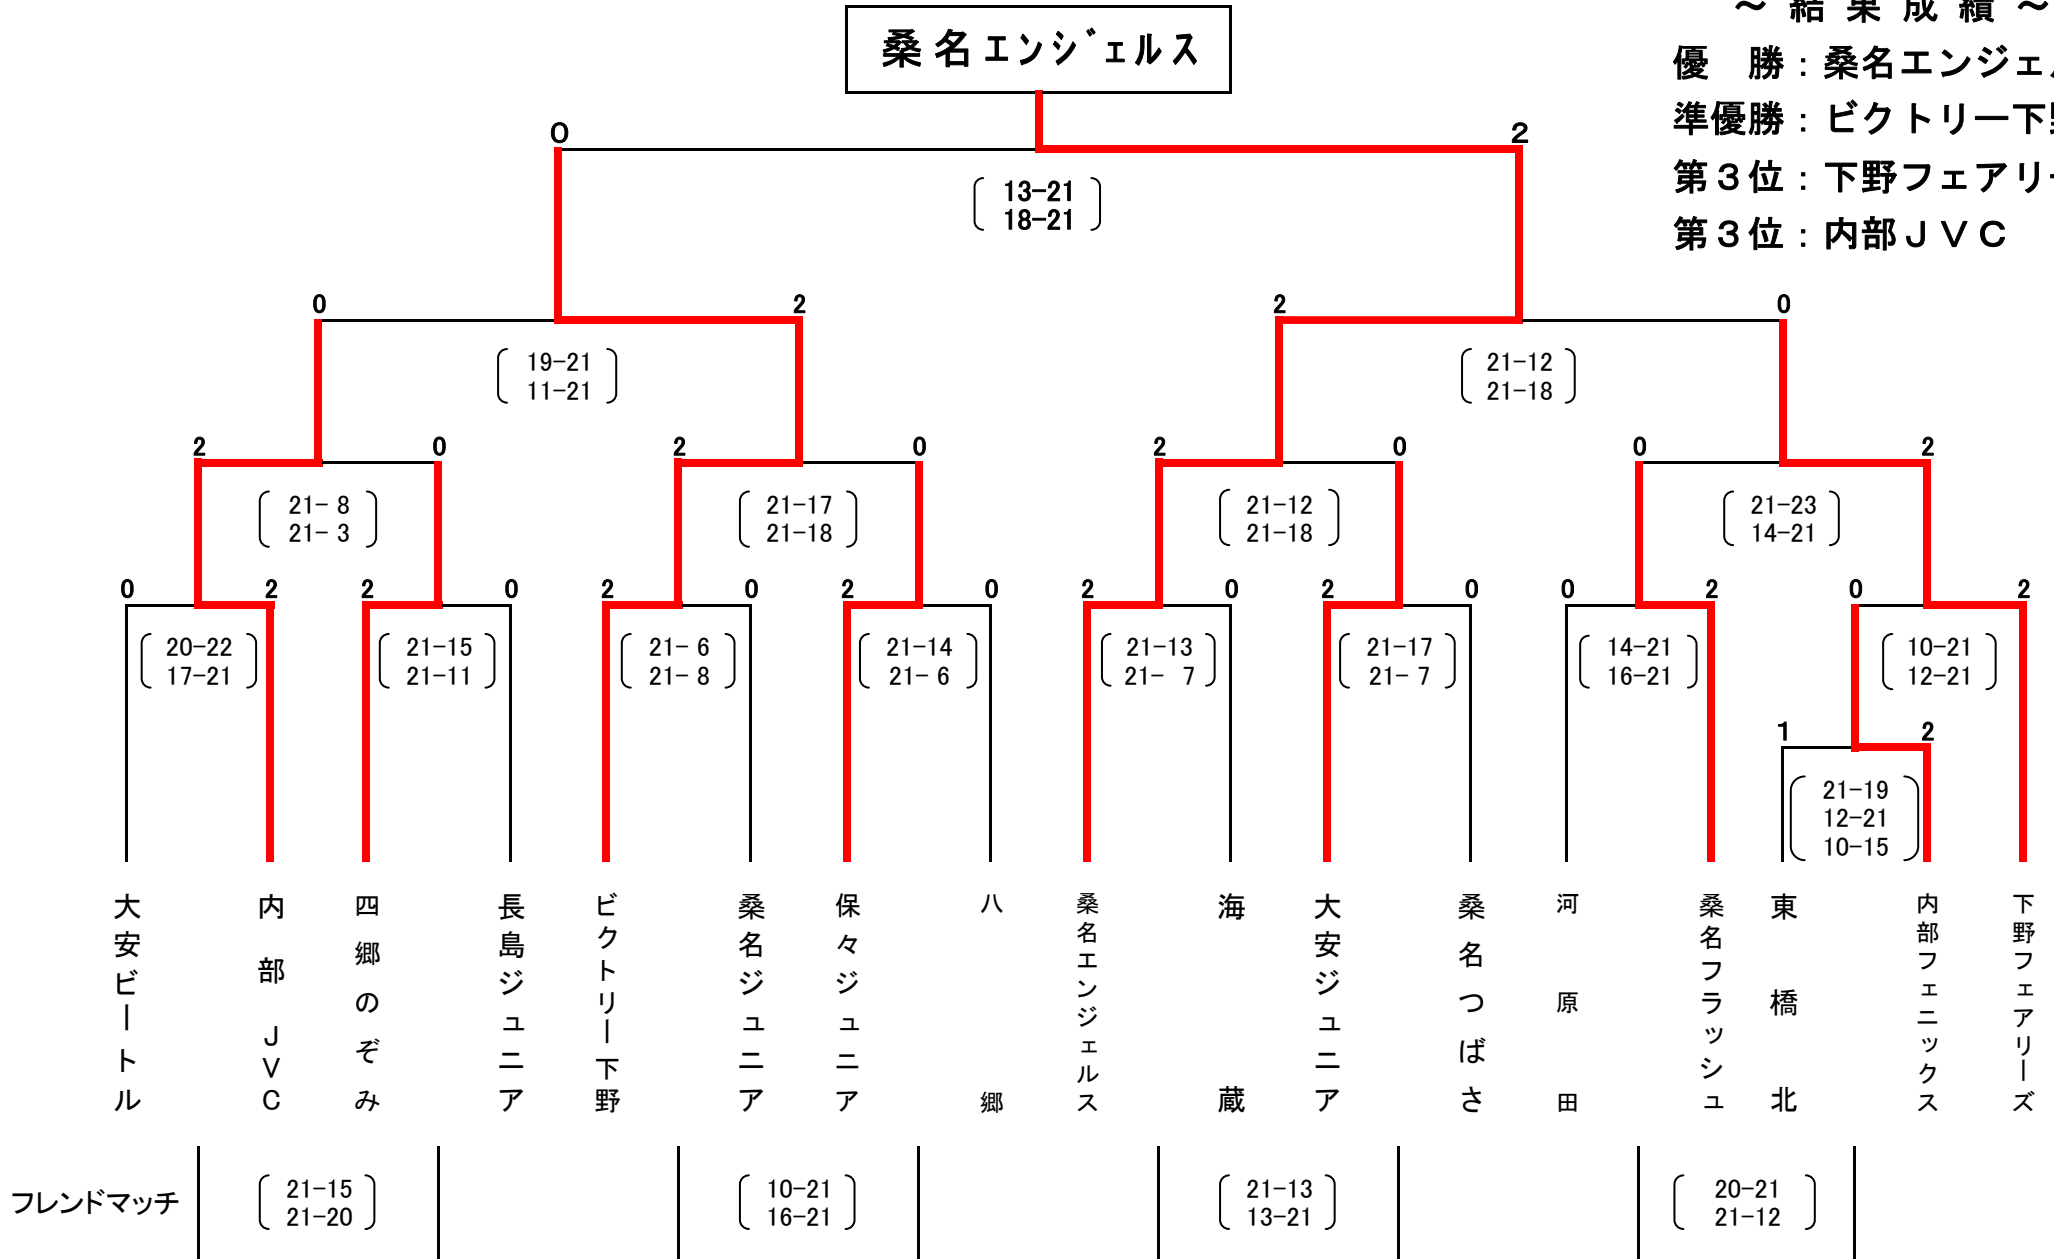 ～ 結 果 成 績 ～
桑名エンジェルス
優　勝：桑名エンジェ
準優勝：ビクトリー下野
第３位：下野フェアリー
第３位：内部ＪＶＣ
0 2
13-21
18-21
0 2 2 0
19-21 21-12
11-21 21-18
2 0 2 0 2 0 0 2
21- 8 21-17 21-12 21-23
21- 3 21-18 21-18 14-21
0 2 2 0 2 0 2 0 2 0 2 0 0 2 0 2
20-22 21-15 21- 6 21-14 21-13 21-17 14-21 10-21
17-21 21-11 21- 8 21- 6 21- 7 21- 7 16-21 12-21
1 2
21-19
12-21
10-15
大安ビートル
内部JVC
四郷のぞみ
長島ジュニア
ビクトリー下野
桑名ジュニア
保々ジュニア
八郷
桑名エンジェルス
海蔵
大安ジュニア
桑名つばさ
河原田
桑名フラッシュ
東橋北
内部フェニックス
下野フェアリーズ
フレンドマッチ
21-15 10-21 21-13 20-21
21-20 16-21 13-21 21-12